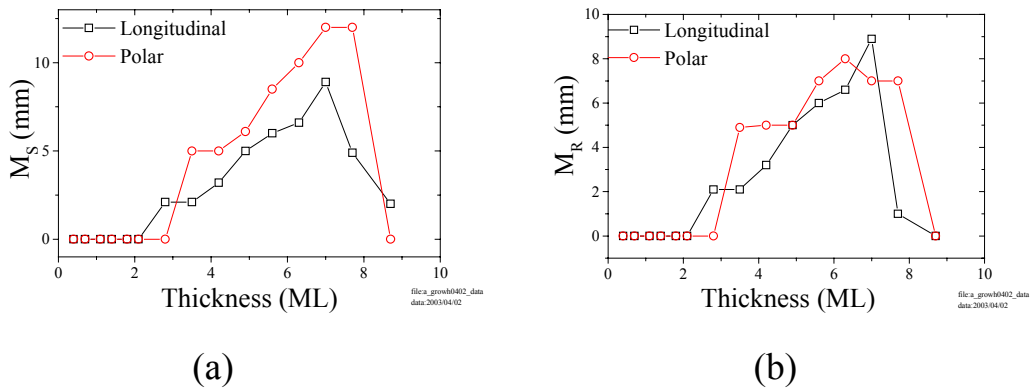 Longitudinal
Polar
M_S (mm)
10
5
0
0 2 4 6 8 10
Thickness (ML)
file:a_growh0402_data
data:2003/04/02
(a)
Longitudinal
Polar
M_R (mm)
10
8
6
4
2
0
0 2 4 6 8 10
Thickness (ML)
file:a_growh0402_data
data:2003/04/02
(b)